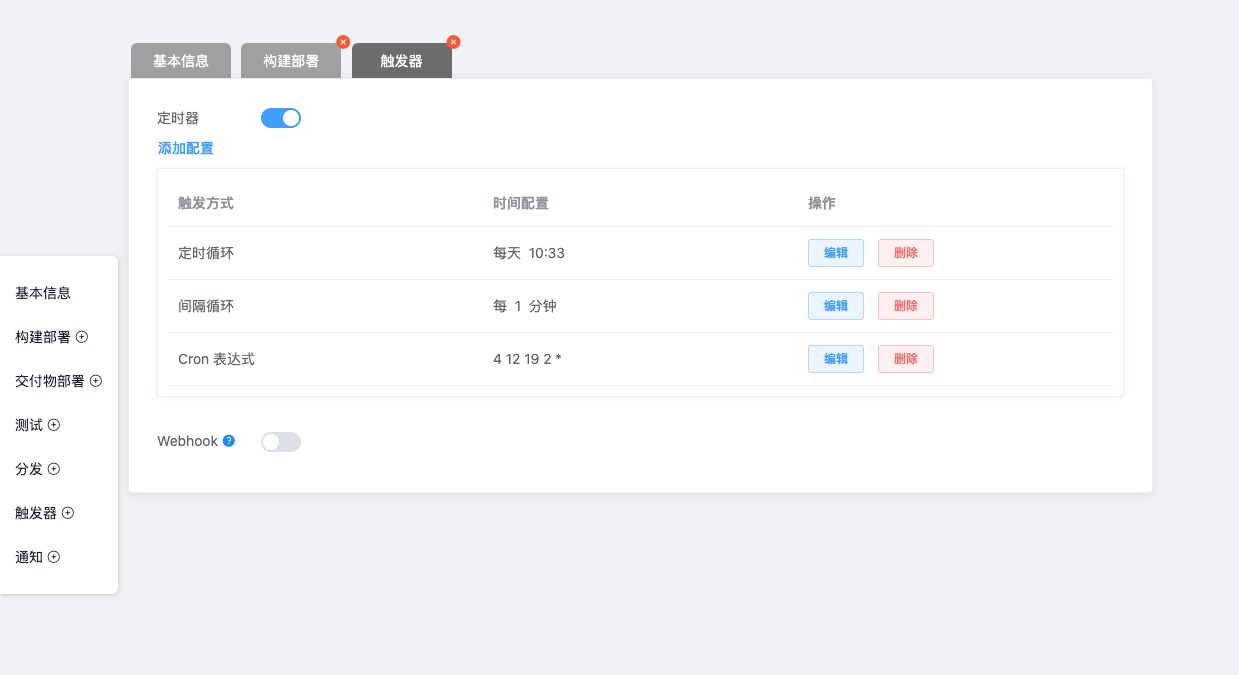 基本信息 构建部署 触发器
定时器
添加配置
触发方式 时间配置 操作
定时循环 每天 10:33 编辑 删除
间隔循环 每 1 分钟 编辑 删除
Cron 表达式 4 12 19 2 * 编辑 删除
Webhook ?
基本信息
构建部署
交付物部署
测试
分发
触发器
通知